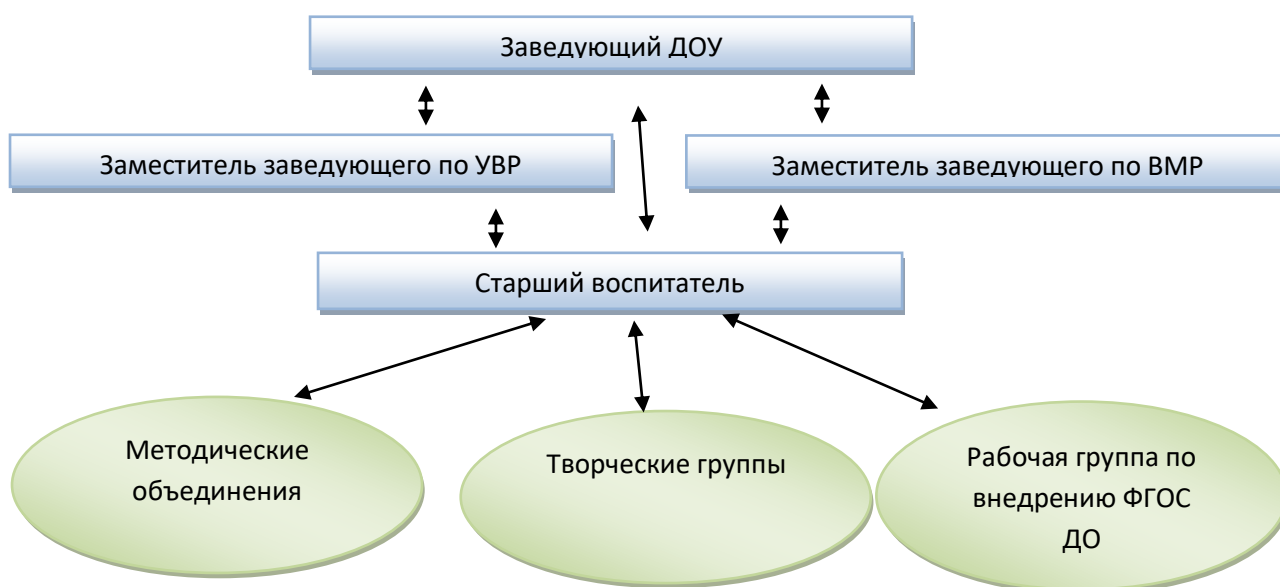 Заведующий ДОУ
Заместитель заведующего по УВР
Заместитель заведующего по ВМР
Старший воспитатель
Методические
объединения
Творческие группы
Рабочая группа по
внедрению ФГОС
ДО